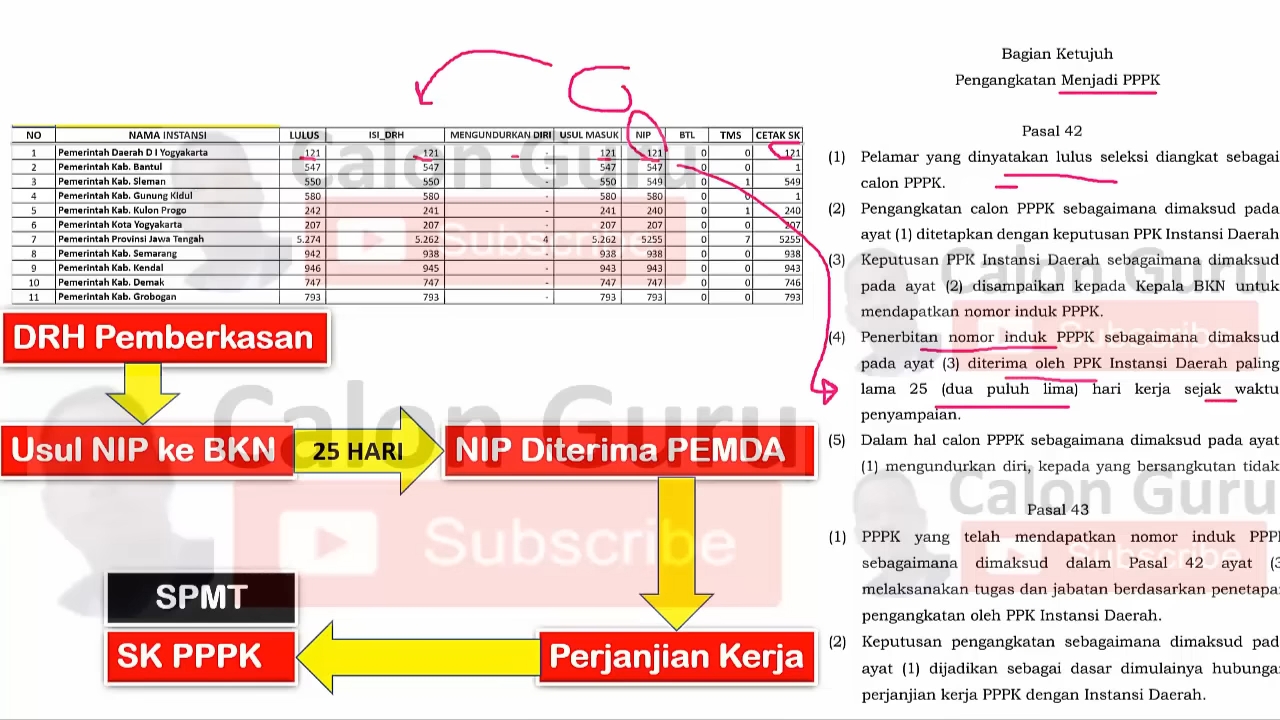 NO NAMA INSTANSI LULUS ISI_DRH MENGUNDURKAN DIRI USUL MASUK NIP BTL TMS CETAK SK
1 Pemerintah Daerah D I Yogyakarta 121 121 - 121 121 0 0 121
2 Pemerintah Kab. Bantul 547 547 - 547 547 0 0 1
3 Pemerintah Kab. Sleman 550 550 - 550 549 0 1 549
4 Pemerintah Kab. Gunung Kidul 580 580 - 580 580 0 0 1
5 Pemerintah Kab. Kulon Progo 242 241 - 241 240 0 1 240
6 Pemerintah Kota Yogyakarta 207 207 - 207 207 0 0 207
7 Pemerintah Provinsi Jawa Tengah 5.274 5.262 4 5.262 5255 0 7 5255
8 Pemerintah Kab. Semarang 942 938 - 938 938 0 0 938
9 Pemerintah Kab. Kendal 946 945 - 943 943 0 0 943
10 Pemerintah Kab. Demak 747 747 - 747 747 0 0 746
11 Pemerintah Kab. Grobogan 793 793 - 793 793 0 0 793
DRH Pemberkasan
Usul NIP ke BKN
25 HARI
NIP Diterima PEMDA
Perjanjian Kerja
SPMT
SK PPPK
Bagian Ketujuh
Pengangkatan Menjadi PPPK
Pasal 42
(1) Pelamar yang dinyatakan lulus seleksi diangkat sebagai
calon PPPK.
(2) Pengangkatan calon PPPK sebagaimana dimaksud pada
ayat (1) ditetapkan dengan keputusan PPK Instansi Daerah
(3) Keputusan PPK Instansi Daerah sebagaimana dimaksud
pada ayat (2) disampaikan kepada Kepala BKN untuk
mendapatkan nomor induk PPPK.
(4) Penerbitan nomor induk PPPK sebagaimana dimaksud
pada ayat (3) diterima oleh PPK Instansi Daerah paling
lama 25 (dua puluh lima) hari kerja sejak waktu
penyampaian.
(5) Dalam hal calon PPPK sebagaimana dimaksud pada ayat
(1) mengundurkan diri, kepada yang bersangkutan tidak
Pasal 43
(1) PPPK yang telah mendapatkan nomor induk PPPK
sebagaimana dimaksud dalam Pasal 42 ayat (3
melaksanakan tugas dan jabatan berdasarkan penetapa
pengangkatan oleh PPK Instansi Daerah.
(2) Keputusan pengangkatan sebagaimana dimaksud pad
ayat (1) dijadikan sebagai dasar dimulainya hubunga
perjanjian kerja PPPK dengan Instansi Daerah.
Calon Guru
Subscribe
Calon Guru
Subscribe
Calon Guru
Subscribe
Calon Guru
Subscribe